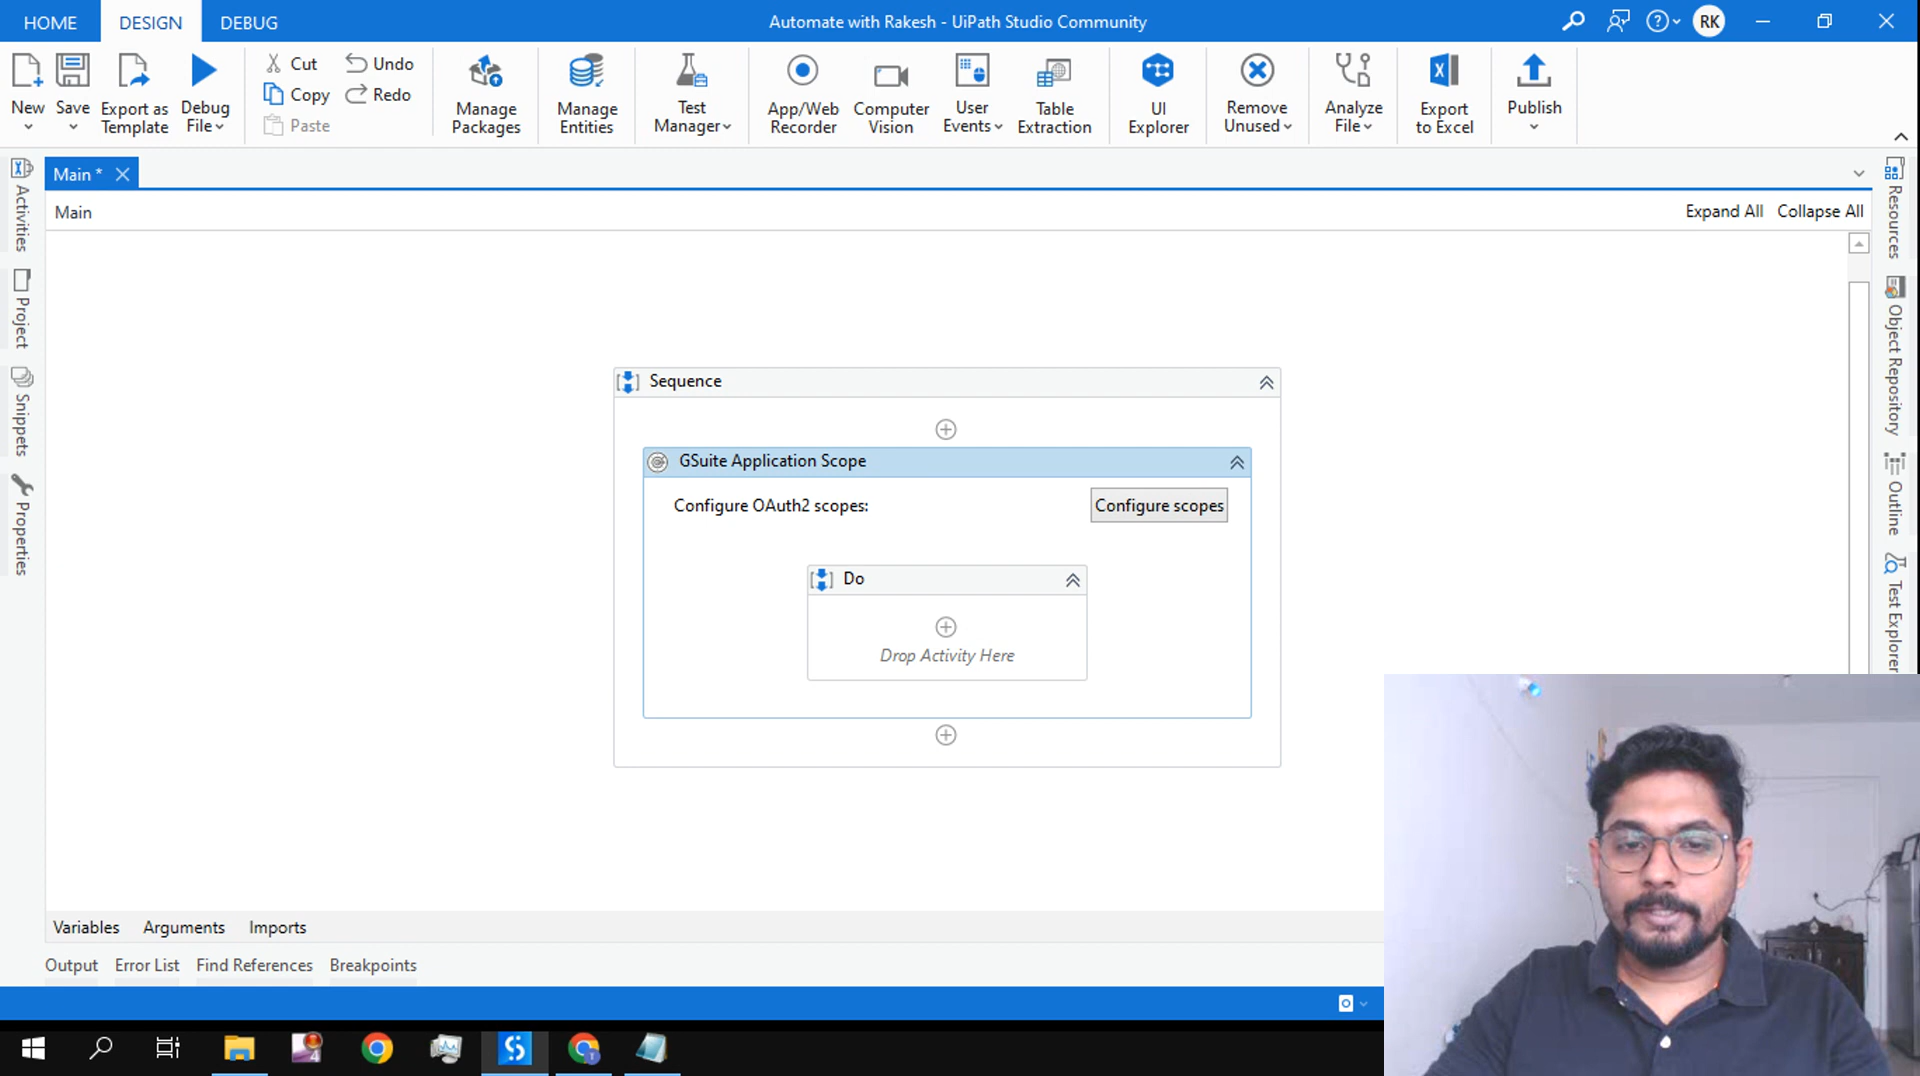 HOME DESIGN DEBUG Automate with Rakesh - UiPath Studio Community RK
New
Save
Export as
Template
Debug
File
Cut
Copy
Paste
Undo
Redo
Manage
Packages
Manage
Entities
Test
Manager
App/Web
Recorder
Computer
Vision
User
Events
Table
Extraction
UI
Explorer
Remove
Unused
Analyze
File
Export
to Excel
Publish
Main *
Main
Expand All Collapse All
Activities
Project
Snippets
Properties
Resources
Object Repository
Outline
Test Explorer
Sequence
GSuite Application Scope
Configure OAuth2 scopes: Configure scopes
Do
Drop Activity Here
Variables Arguments Imports
Output Error List Find References Breakpoints